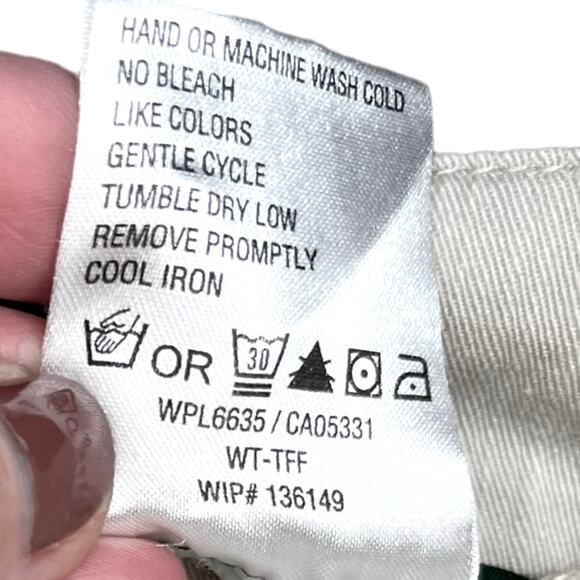 HAND OR MACHINE WASH COLD
NO BLEACH
LIKE COLORS
GENTLE CYCLE
TUMBLE DRY LOW
REMOVE PROMPTLY
COOL IRON
OR 30
WPL6635 / CA05331
WT-TFF
WIP# 136149